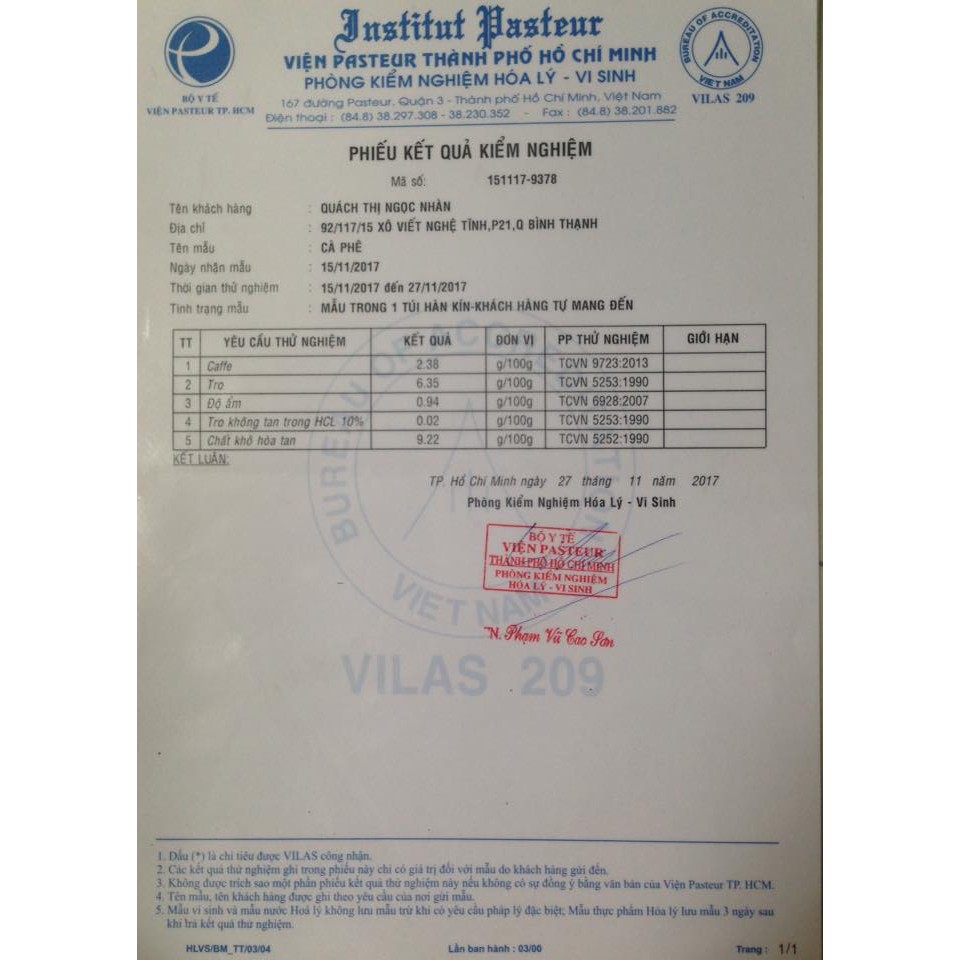 Institut Pasteur
VIỆN PASTEUR THÀNH PHỐ HỒ CHÍ MINH
PHÒNG KIỂM NGHIỆM HÓA LÝ - VI SINH
167 đường Pasteur, Quận 3 - Thành phố Hồ Chí Minh, Việt Nam
Điện thoại : (84.8) 38.297.308 - 38.230.352 - Fax : (84.8) 38.201.882
BỘ Y TẾ
VIỆN PASTEUR TP. HCM
BUREAU OF ACCREDITATION
VIET NAM
VILAS 209
PHIẾU KẾT QUẢ KIỂM NGHIỆM
Mã số: 151117-9378
Tên khách hàng : QUÁCH THỊ NGỌC NHÀN
Địa chỉ : 92/117/15 XÔ VIẾT NGHỆ TĨNH,P21,Q BÌNH THẠNH
Tên mẫu : CÀ PHÊ
Ngày nhận mẫu : 15/11/2017
Thời gian thử nghiệm : 15/11/2017 đến 27/11/2017
Tình trạng mẫu : MẪU TRONG 1 TÚI HÀN KÍN-KHÁCH HÀNG TỰ MANG ĐẾN
TT YÊU CẦU THỬ NGHIỆM KẾT QUẢ ĐƠN VỊ PP THỬ NGHIỆM GIỚI HẠN
1 Caffe 2.38 g/100g TCVN 9723:2013
2 Tro 6.35 g/100g TCVN 5253:1990
3 Độ ẩm 0.94 g/100g TCVN 6928:2007
4 Tro không tan trong HCL 10% 0.02 g/100g TCVN 5253:1990
5 Chất khô hòa tan 9.22 g/100g TCVN 5252:1990
KẾT LUẬN:
TP. Hồ Chí Minh ngày 27 tháng 11 năm 2017
Phòng Kiểm Nghiệm Hóa Lý - Vi Sinh
BỘ Y TẾ
VIỆN PASTEUR
THÀNH PHỐ HỒ CHÍ MINH
PHÒNG KIỂM NGHIỆM
HÓA LÝ - VI SINH
TN. Phạm Vũ Cao Sơn
BUREAU OF ACCREDITATION
VIET NAM
VILAS 209
1. Dấu (*) là chỉ tiêu được VILAS công nhận.
2. Các kết quả thử nghiệm ghi trong phiếu này chỉ có giá trị đối với mẫu do khách hàng gửi đến.
3. Không được trích sao một phần phiếu kết quả thử nghiệm này nếu không có sự đồng ý bằng văn bản của Viện Pasteur TP. HCM.
4. Tên mẫu, tên khách hàng được ghi theo yêu cầu của nơi gửi mẫu.
5. Mẫu vi sinh và mẫu nước Hoá lý không lưu mẫu trừ khi có yêu cầu pháp lý đặc biệt; Mẫu thực phẩm Hóa lý lưu mẫu 3 ngày sau
khi trả kết quả thử nghiệm.
HLVS/BM_TT/03/04 Lần ban hành : 03/00 Trang : 1/1